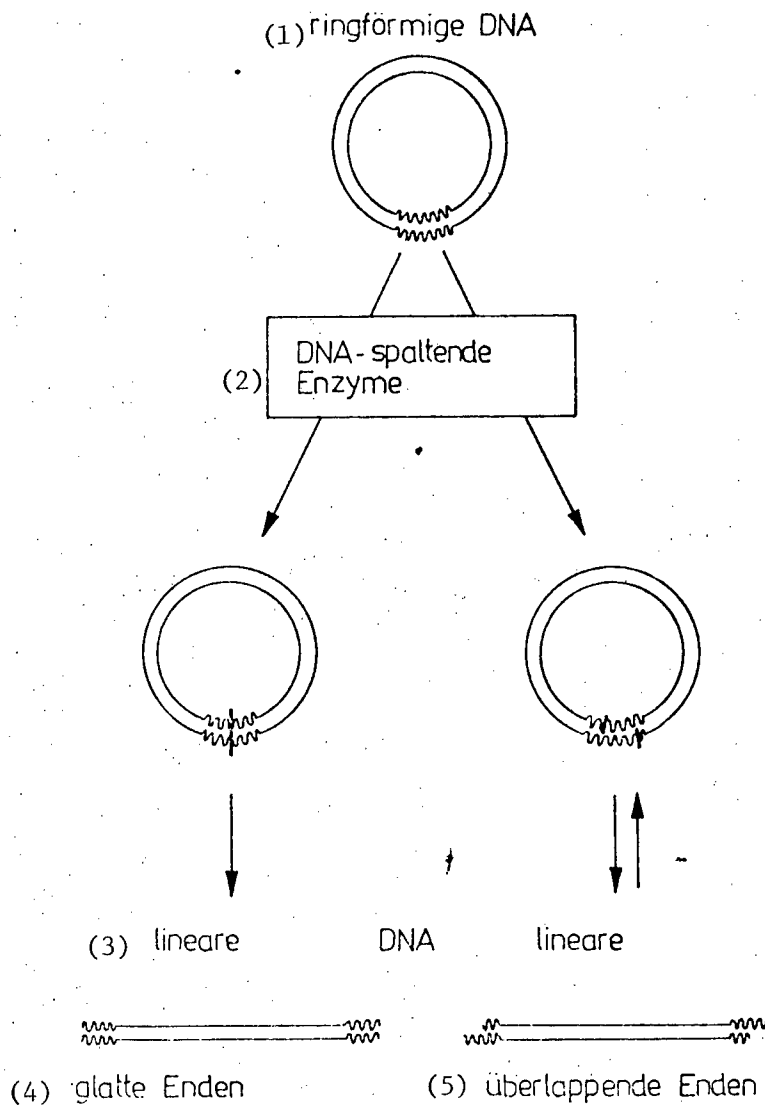 (1) ringförmige DNA
(2) DNA-spaltende
Enzyme
(3) lineare DNA lineare
(4) glatte Enden (5) überlappende Enden